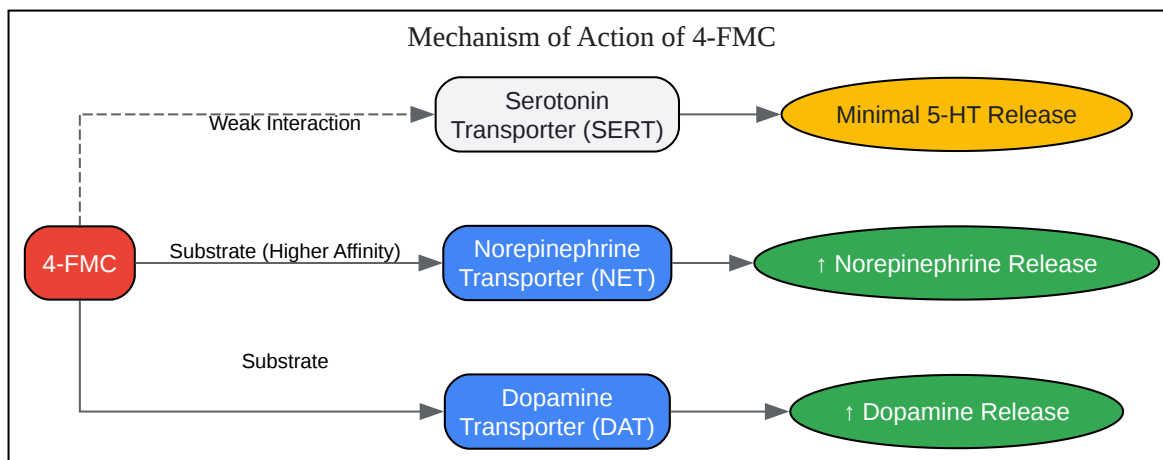 Mechanism of Action of 4-FMC
Weak Interaction
Serotonin
Transporter (SERT)
Minimal 5-HT Release
4-FMC
Substrate (Higher Affinity)
Norepinephrine
Transporter (NET)
↑ Norepinephrine Release
Substrate
Dopamine
Transporter (DAT)
↑ Dopamine Release